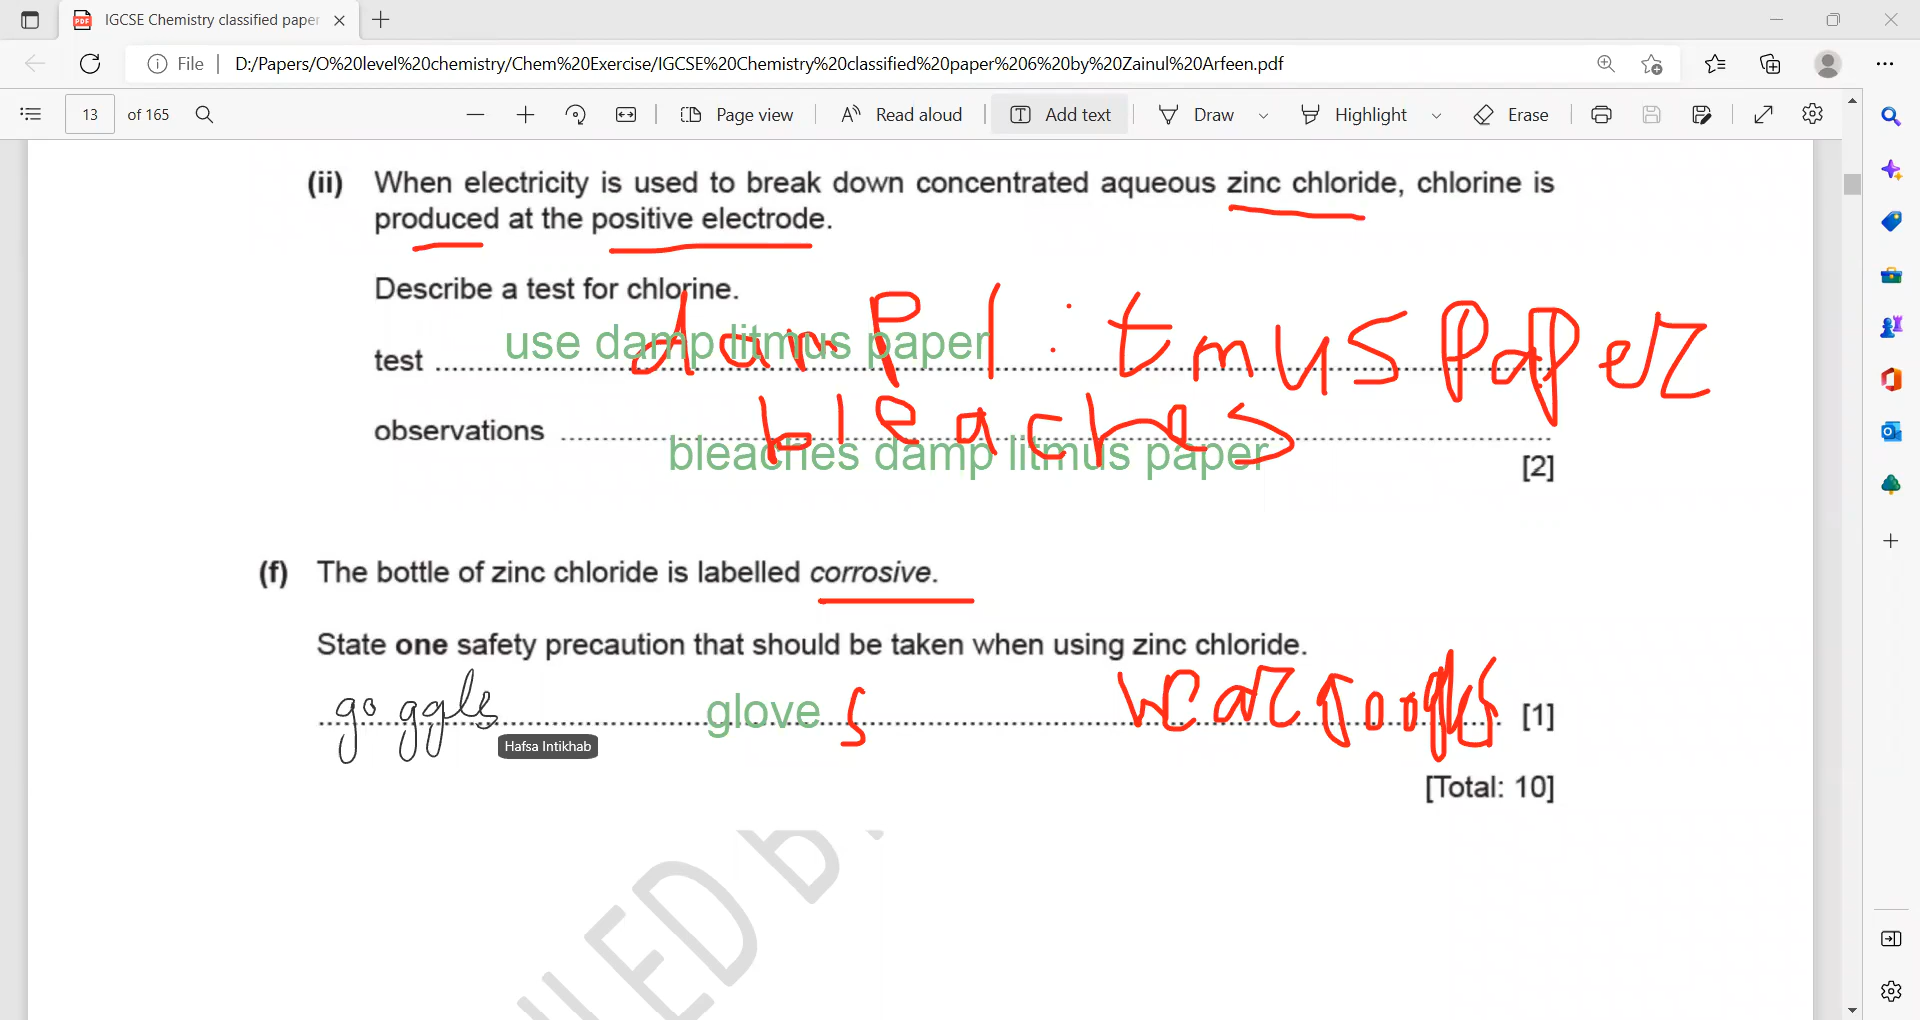 IGCSE Chemistry classified paper
File D:/Papers/O%20level%20chemistry/Chem%20Exercise/IGCSE%20Chemistry%20classified%20paper%206%20by%20Zainul%20Arfeen.pdf
13 of 165 Page view Read aloud Add text Draw Highlight Erase
(ii) When electricity is used to break down concentrated aqueous zinc chloride, chlorine is
produced at the positive electrode.
Describe a test for chlorine.
damp litmus paper
test use damp litmus paper
bleaches
observations ................
bleaches damp litmus paper
[2]
(f) The bottle of zinc chloride is labelled corrosive.
State one safety precaution that should be taken when using zinc chloride.
goggles glove s wear googles [1]
Hafsa Intikhab
[Total: 10]